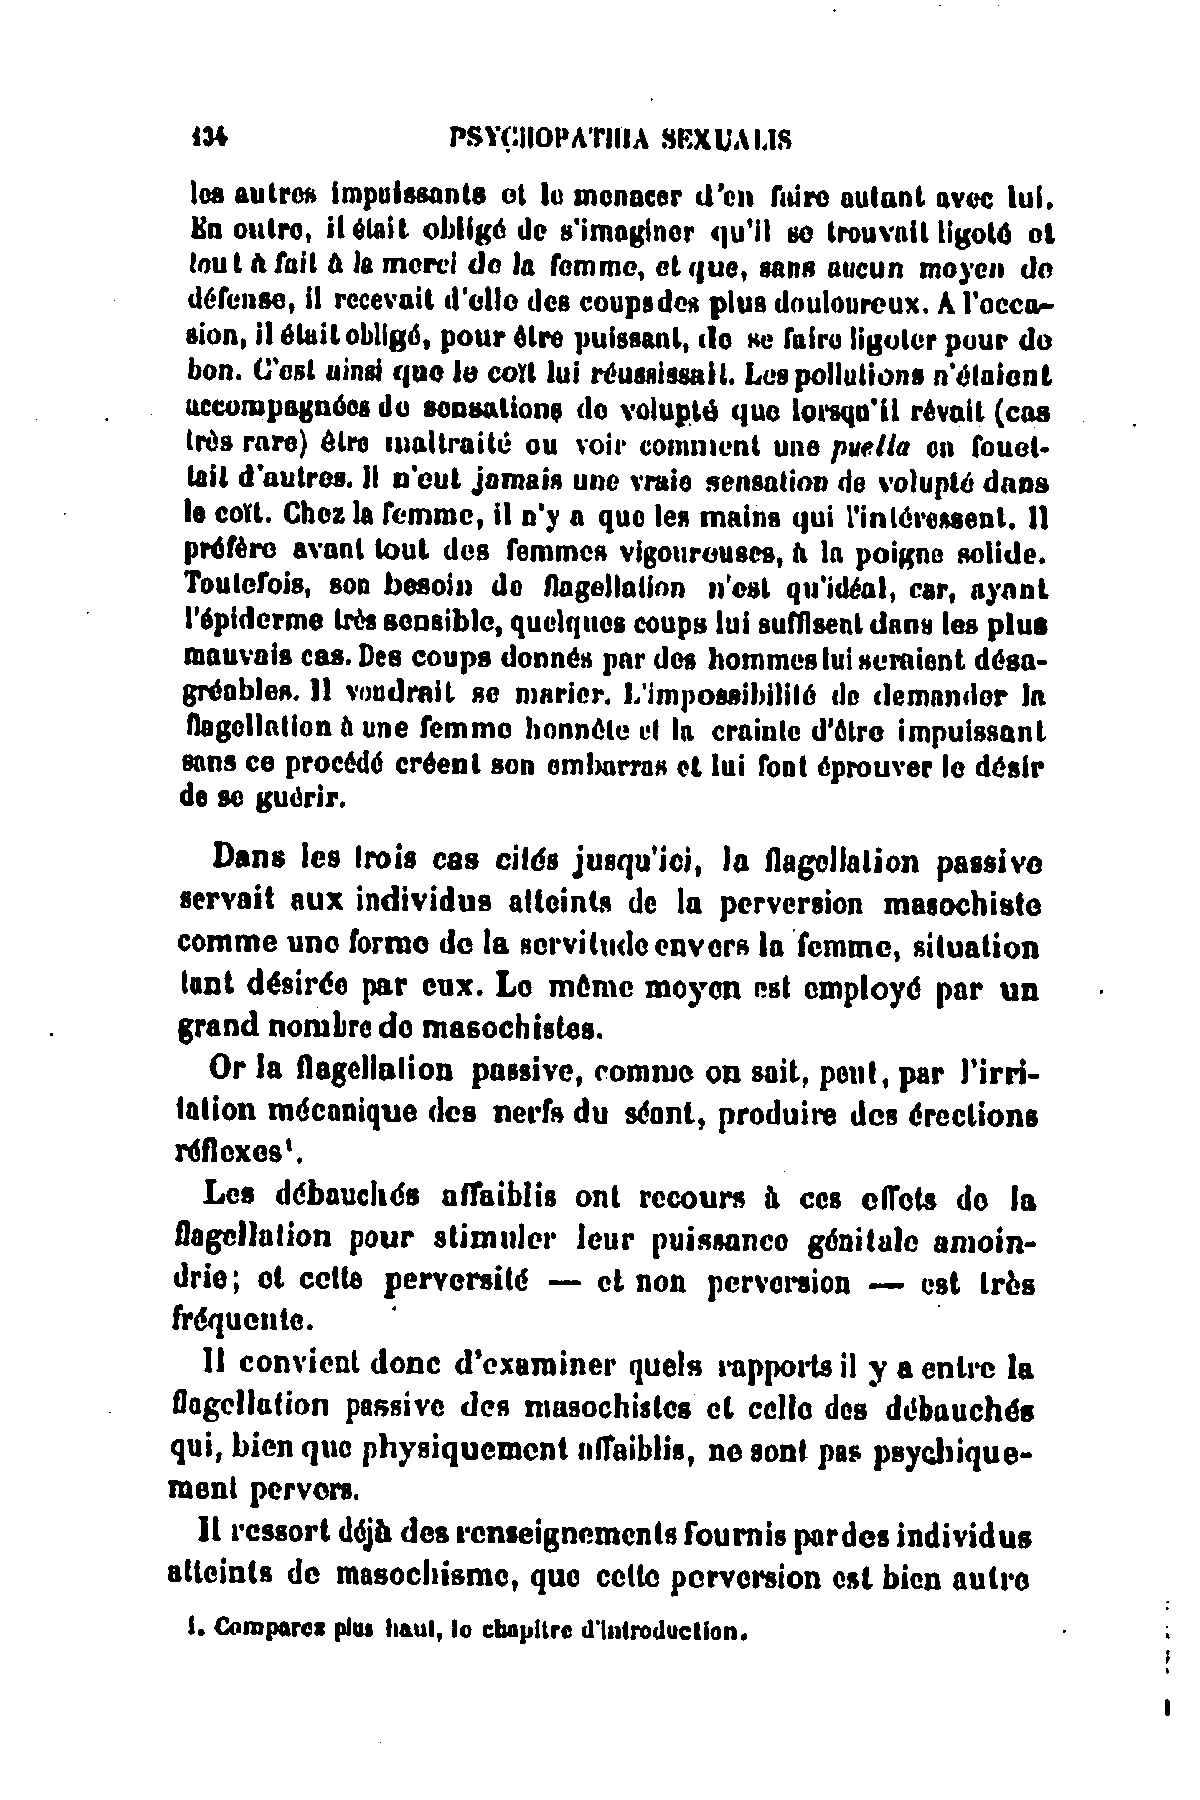 134 PSYCHOPATHIA SEXUALIS
les autres impuissants et le menacer d'en faire autant avec lui.
En outre, il était obligé de s'imaginer qu'il se trouvait ligoté et
tout à fait à la merci de la femme, et que, sans aucun moyen de
défense, il recevait d'elle des coups des plus douloureux. A l'occa-
sion, il était obligé, pour être puissant, de se faire ligoter pour de
bon. C'est ainsi que le coït lui réussissait. Les pollutions n'étaient
accompagnées de sensations de volupté que lorsqu'il rêvait (cas
très rare) être maltraité ou voir comment une puella en fouet-
tait d'autres. Il n'eut jamais une vraie sensation de volupté dans
le coït. Chez la femme, il n'y a que les mains qui l'intéressent. Il
préfère avant tout des femmes vigoureuses, à la poigne solide.
Toutefois, son besoin de flagellation n'est qu'idéal, car, ayant
l'épiderme très sensible, quelques coups lui suffisent dans les plus
mauvais cas. Des coups donnés par des hommes lui seraient désa-
gréables. Il voudrait se marier. L'impossibilité de demander la
flagellation à une femme honnête et la crainte d'être impuissant
sans ce procédé créent son embarras et lui font éprouver le désir
de se guérir.
Dans les trois cas cités jusqu'ici, la flagellation passive
servait aux individus atteints de la perversion masochiste
comme une forme de la servitude envers la femme, situation
tant désirée par eux. Le même moyen est employé par un
grand nombre de masochistes.
Or la flagellation passive, comme on sait, peut, par l'irri-
tation mécanique des nerfs du séant, produire des érections
réflexes¹.
Les débauchés affaiblis ont recours à ces effets de la
flagellation pour stimuler leur puissance génitale amoin-
drie; et cette perversité — et non perversion — est très
fréquente.
Il convient donc d'examiner quels rapports il y a entre la
flagellation passive des masochistes et celle des débauchés
qui, bien que physiquement affaiblis, ne sont pas psychique-
ment pervers.
Il ressort déjà des renseignements fournis par des individus
atteints de masochisme, que cette perversion est bien autre
1. Comparez plus haut, le chapitre d'Introduction.